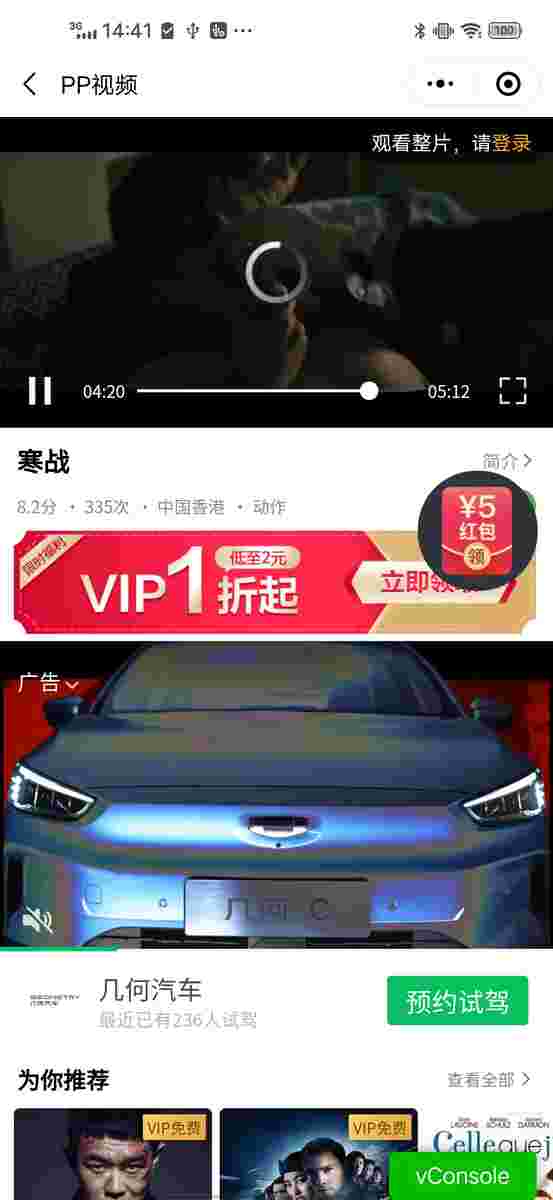 3G 14:41 100
PP视频
观看整片，请登录
04:20 05:12
寒战 简介
8.2分 · 335次 · 中国香港 · 动作
¥5
红包
领
限时福利
VIP1折起
低至2元
立即领
广告
几何 C
GEOMETRY
几何汽车
几何汽车
最近已有236人试驾
预约试驾
为你推荐 查看全部
VIP免费 VIP免费
vConsole